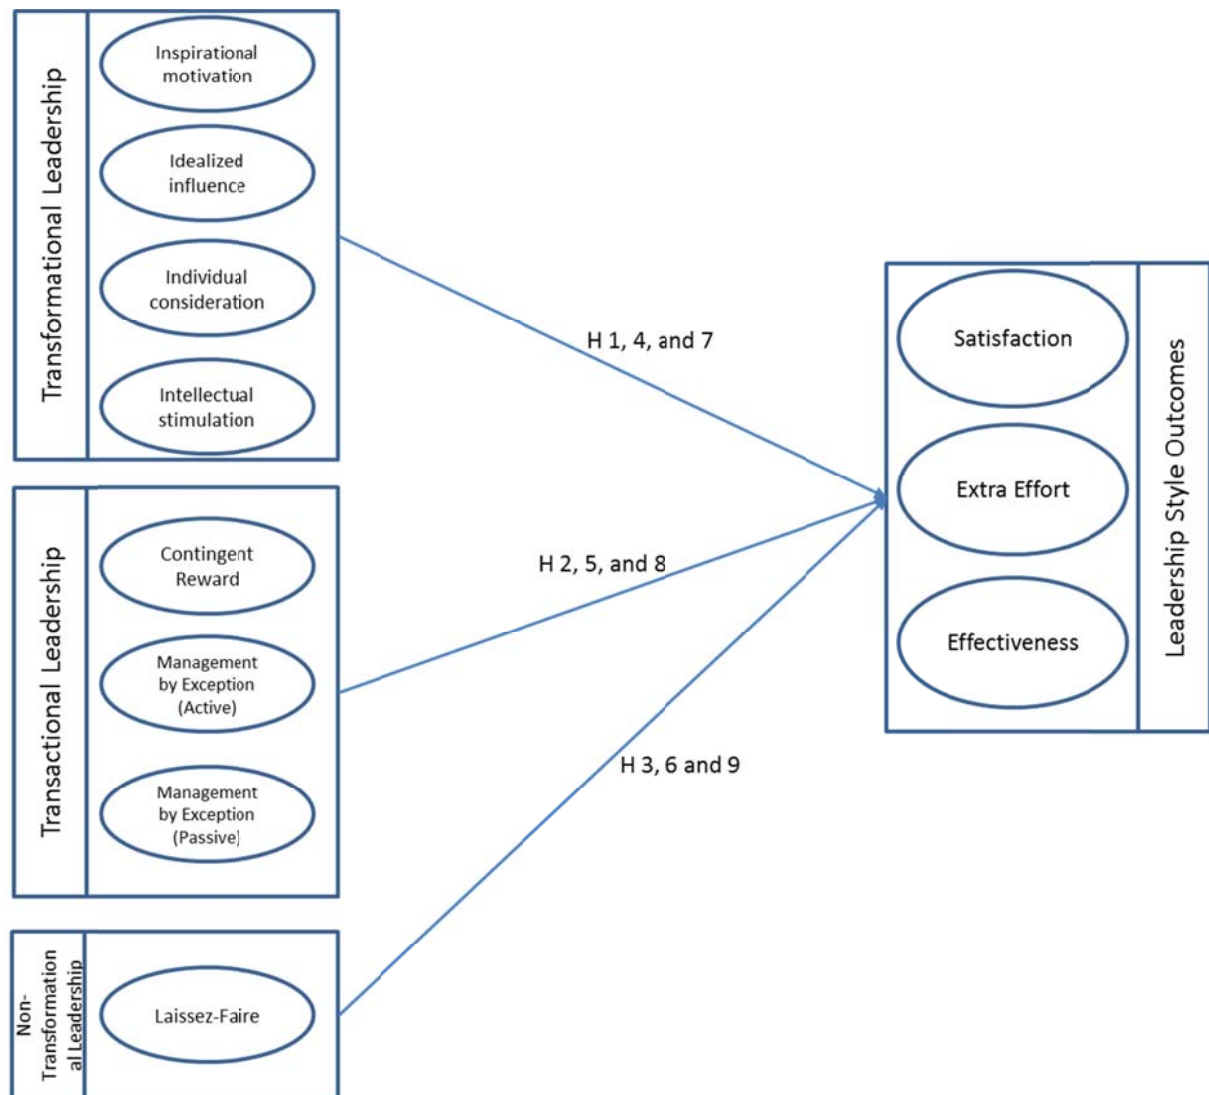 Transformational Leadership
Inspirational
motivation
Idealized
influence
Individual
consideration
Intellectual
stimulation
H 1, 4, and 7
Transactional Leadership
Contingent
Reward
Management
by Exception
(Active)
Management
by Exception
(Passive)
H 2, 5, and 8
Non-
Transformation
al Leadership
Laissez-Faire
H 3, 6 and 9
Satisfaction
Extra Effort
Effectiveness
Leadership Style Outcomes